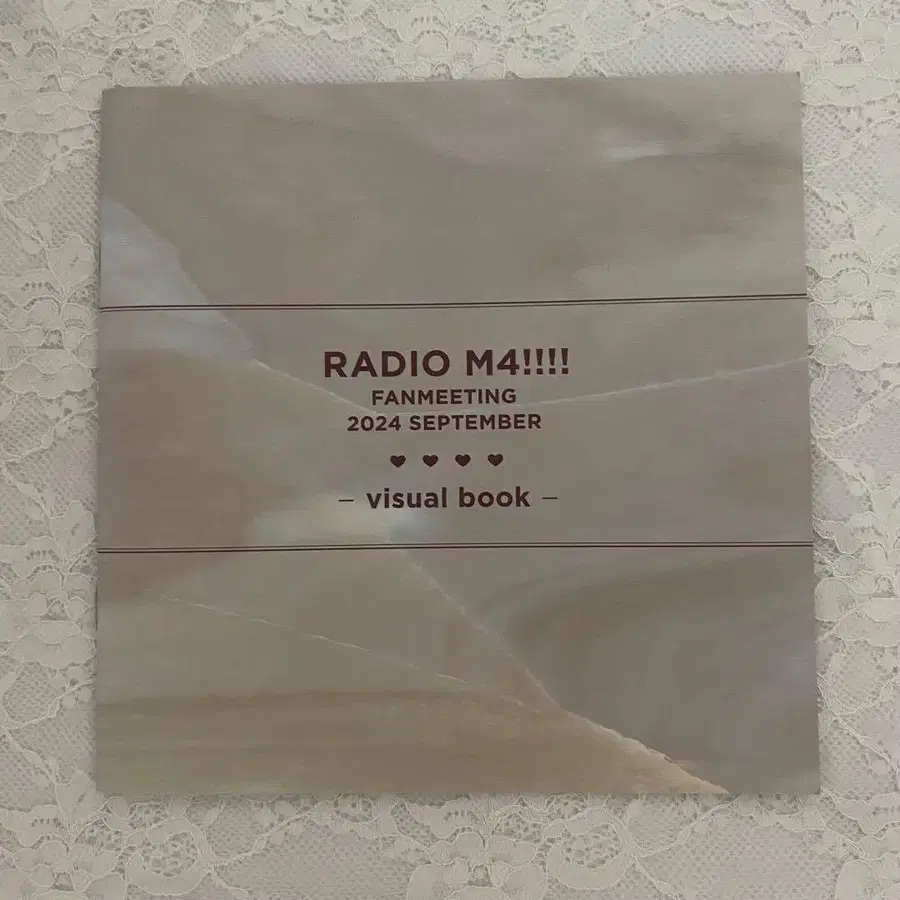 RADIO M4!!!!
FANMEETING
2024 SEPTEMBER
♥ ♥ ♥ ♥
– visual book –